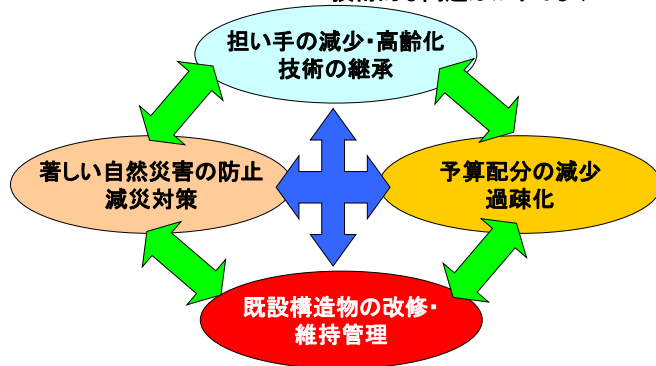 担い手の減少・高齢化
技術の継承
著しい自然災害の防止
減災対策
予算配分の減少
過疎化
既設構造物の改修・
維持管理